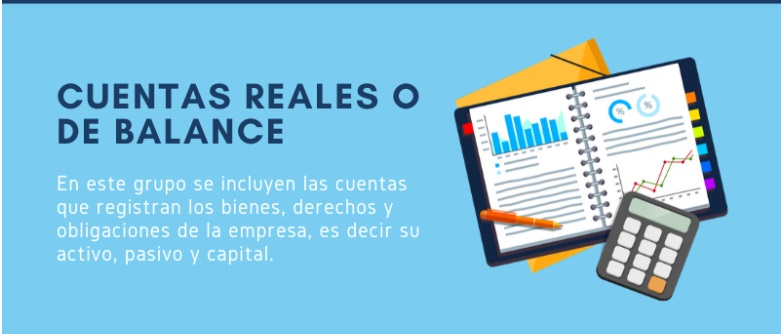 CUENTAS REALES O
DE BALANCE
En este grupo se incluyen las cuentas
que registran los bienes, derechos y
obligaciones de la empresa, es decir su
activo, pasivo y capital.
%
%